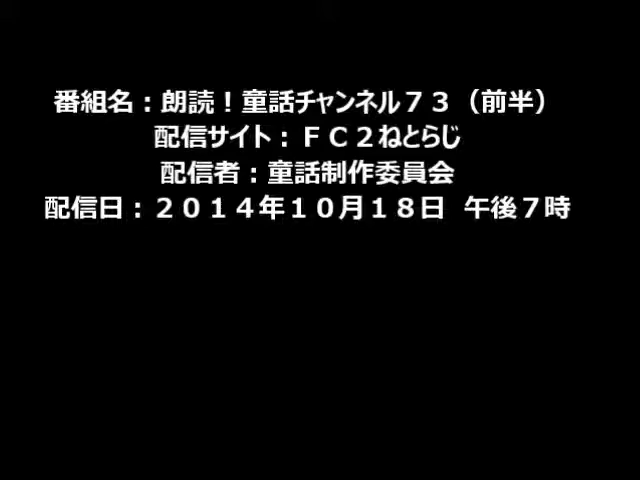 番組名：朗読！童話チャンネル７３（前半）
配信サイト：ＦＣ２ねとらじ
配信者：童話制作委員会
配信日：２０１４年１０月１８日　午後７時